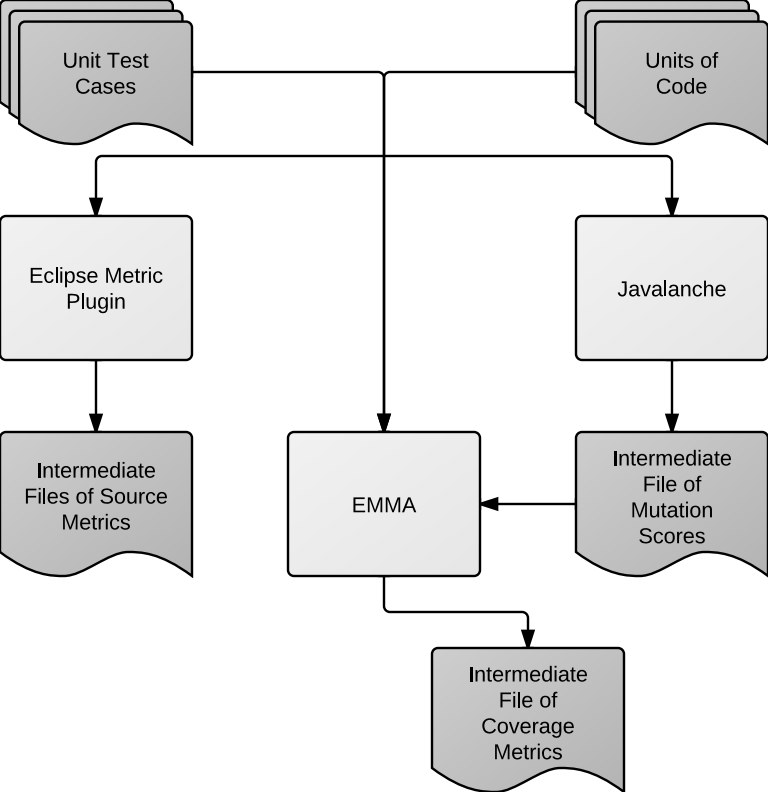 Unit Test
Cases
Units of
Code
Eclipse Metric
Plugin
Javalanche
Intermediate
Files of Source
Metrics
EMMA
Intermediate
File of
Mutation
Scores
Intermediate
File of
Coverage
Metrics